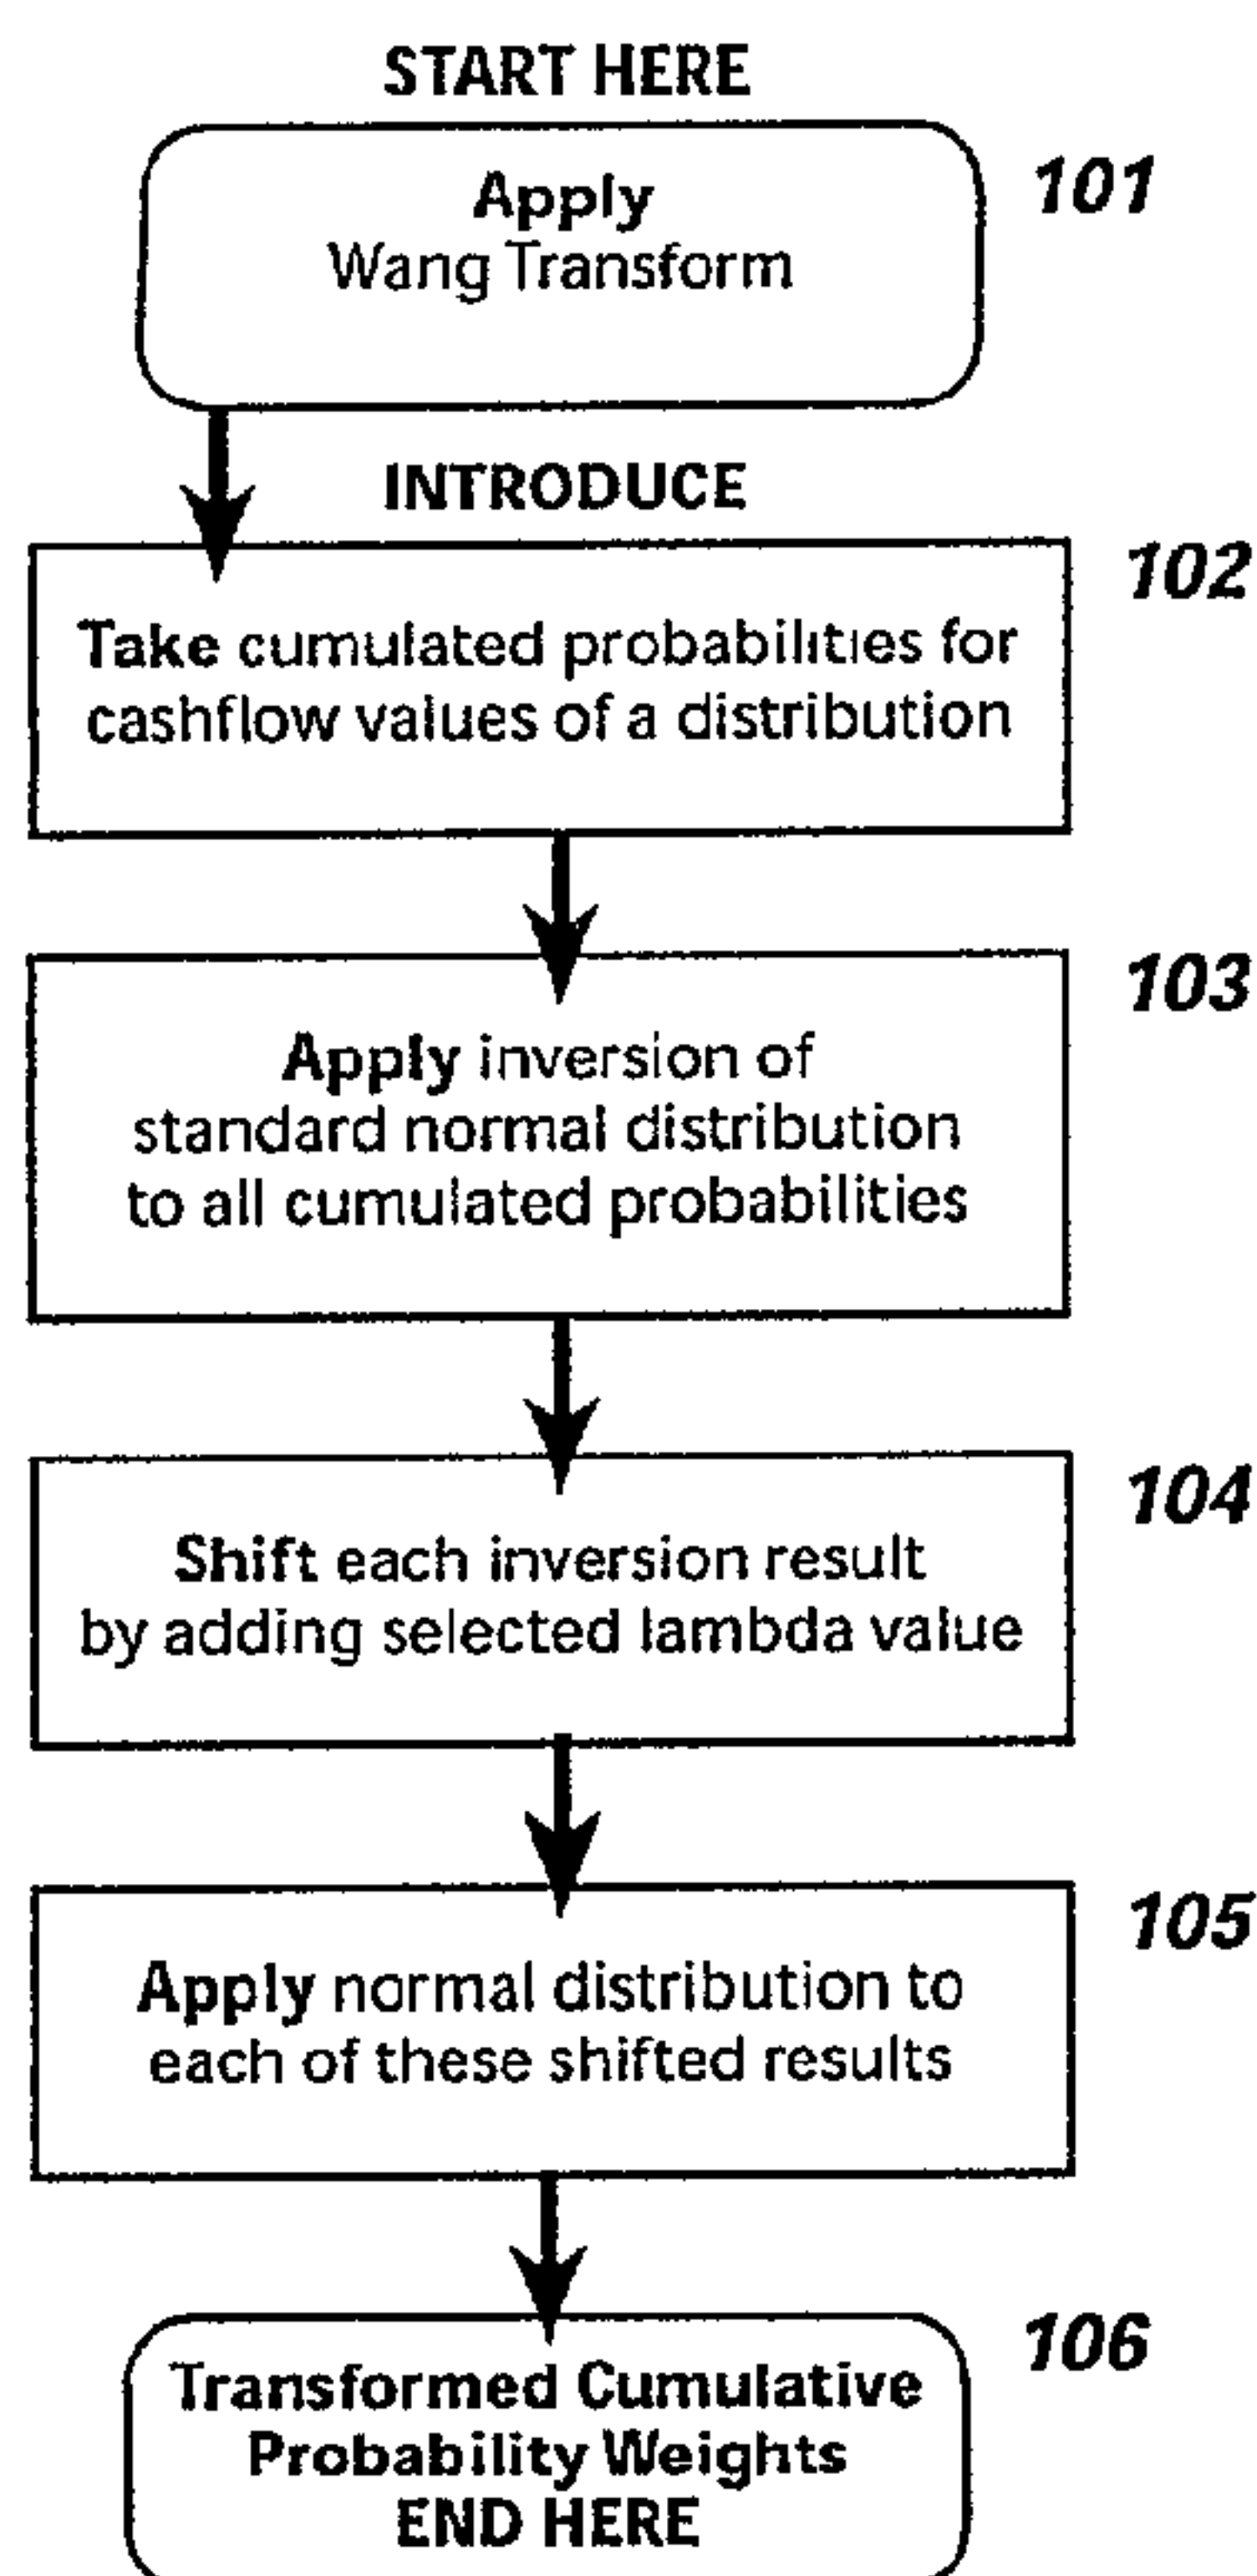 START HERE
Apply
Wang Transform
101
INTRODUCE
102
Take cumulated probabilities for
cashflow values of a distribution
103
Apply inversion of
standard normal distribution
to all cumulated probabilities
104
Shift each inversion result
by adding selected lambda value
105
Apply normal distribution to
each of these shifted results
106
Transformed Cumulative
Probability Weights
END HERE